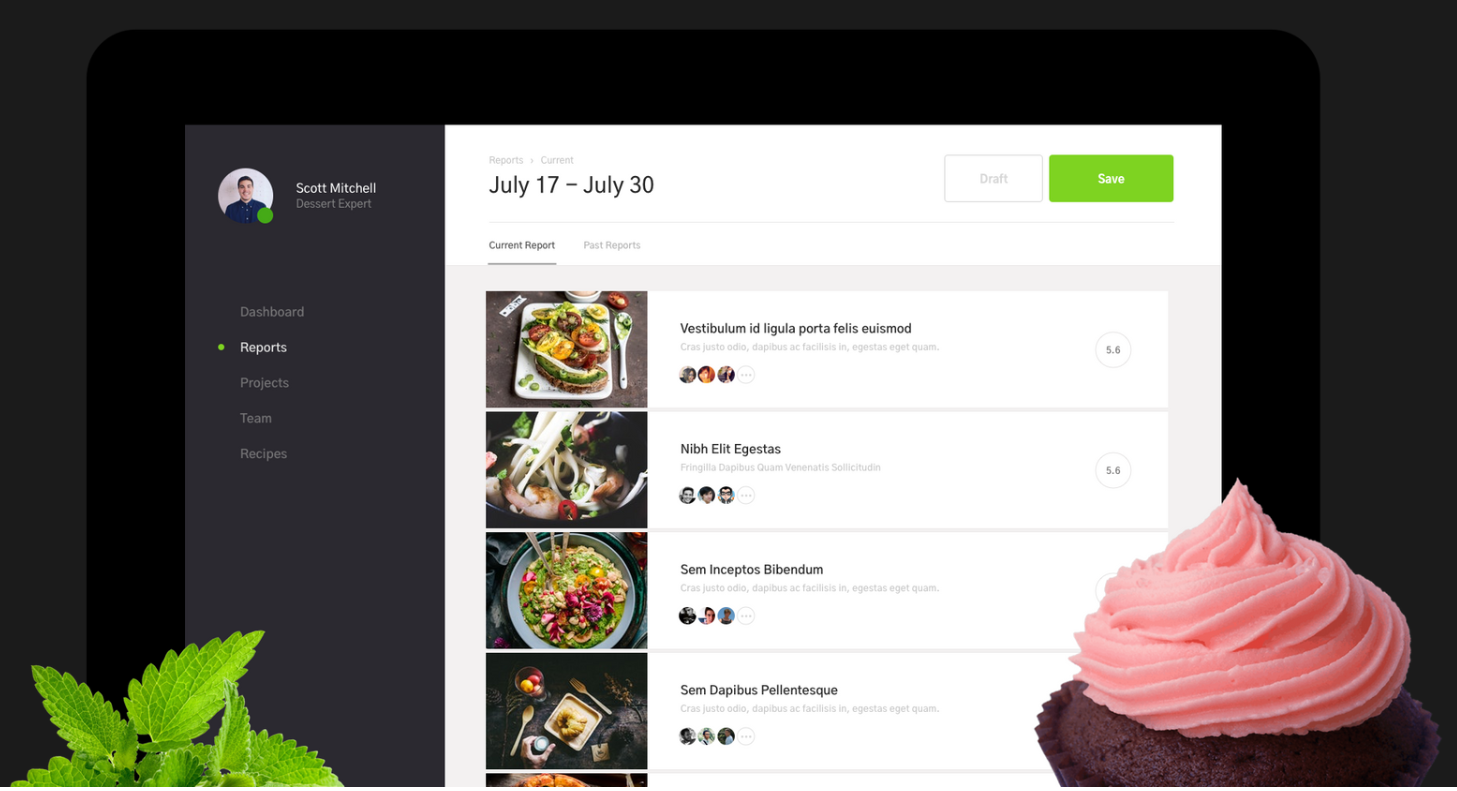 Scott Mitchell
Dessert Expert
Dashboard
Reports
Projects
Team
Recipes
Reports › Current
July 17 – July 30
Draft
Save
Current Report
Past Reports
Vestibulum id ligula porta felis euismod
Cras justo odio, dapibus ac facilisis in, egestas eget quam.
5.6
Nibh Elit Egestas
Fringilla Dapibus Quam Venenatis Sollicitudin
5.6
Sem Inceptos Bibendum
Cras justo odio, dapibus ac facilisis in, egestas eget quam.
Sem Dapibus Pellentesque
Cras justo odio, dapibus ac facilisis in, egestas eget quam.